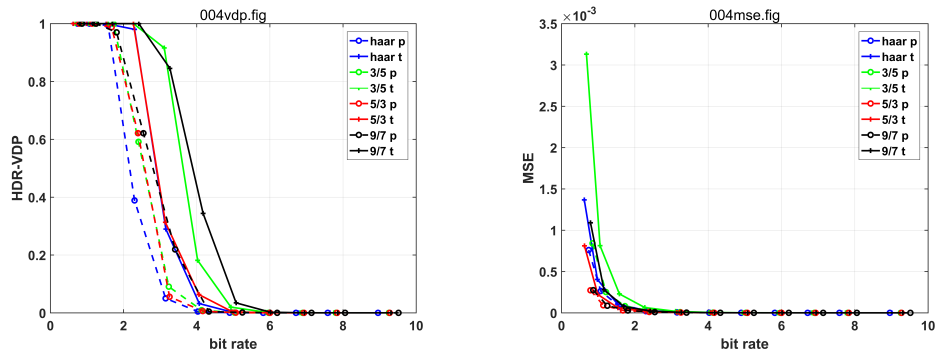 004vdp.fig
HDR-VDP
1
0.8
0.6
0.4
0.2
0
0
2
4
6
8
10
bit rate
haar p
haar t
3/5 p
3/5 t
5/3 p
5/3 t
9/7 p
9/7 t
×10⁻³
004mse.fig
MSE
3.5
3
2.5
2
1.5
1
0.5
0
0
2
4
6
8
10
bit rate
haar p
haar t
3/5 p
3/5 t
5/3 p
5/3 t
9/7 p
9/7 t